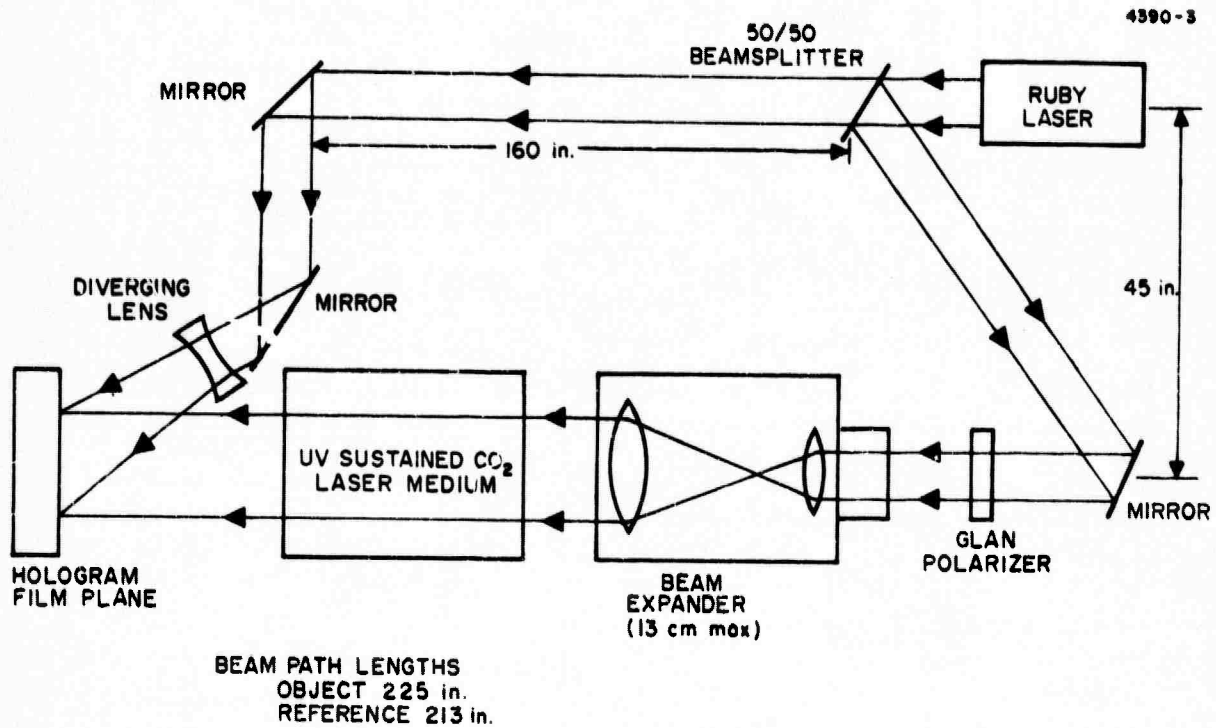 4390-3
50/50
BEAMSPLITTER
MIRROR
RUBY
LASER
160 in.
45 in.
DIVERGING
LENS
MIRROR
UV SUSTAINED CO2
LASER MEDIUM
MIRROR
GLAN
POLARIZER
HOLOGRAM
FILM PLANE
BEAM
EXPANDER
(13 cm max)
BEAM PATH LENGTHS
OBJECT 225 in.
REFERENCE 213 in.